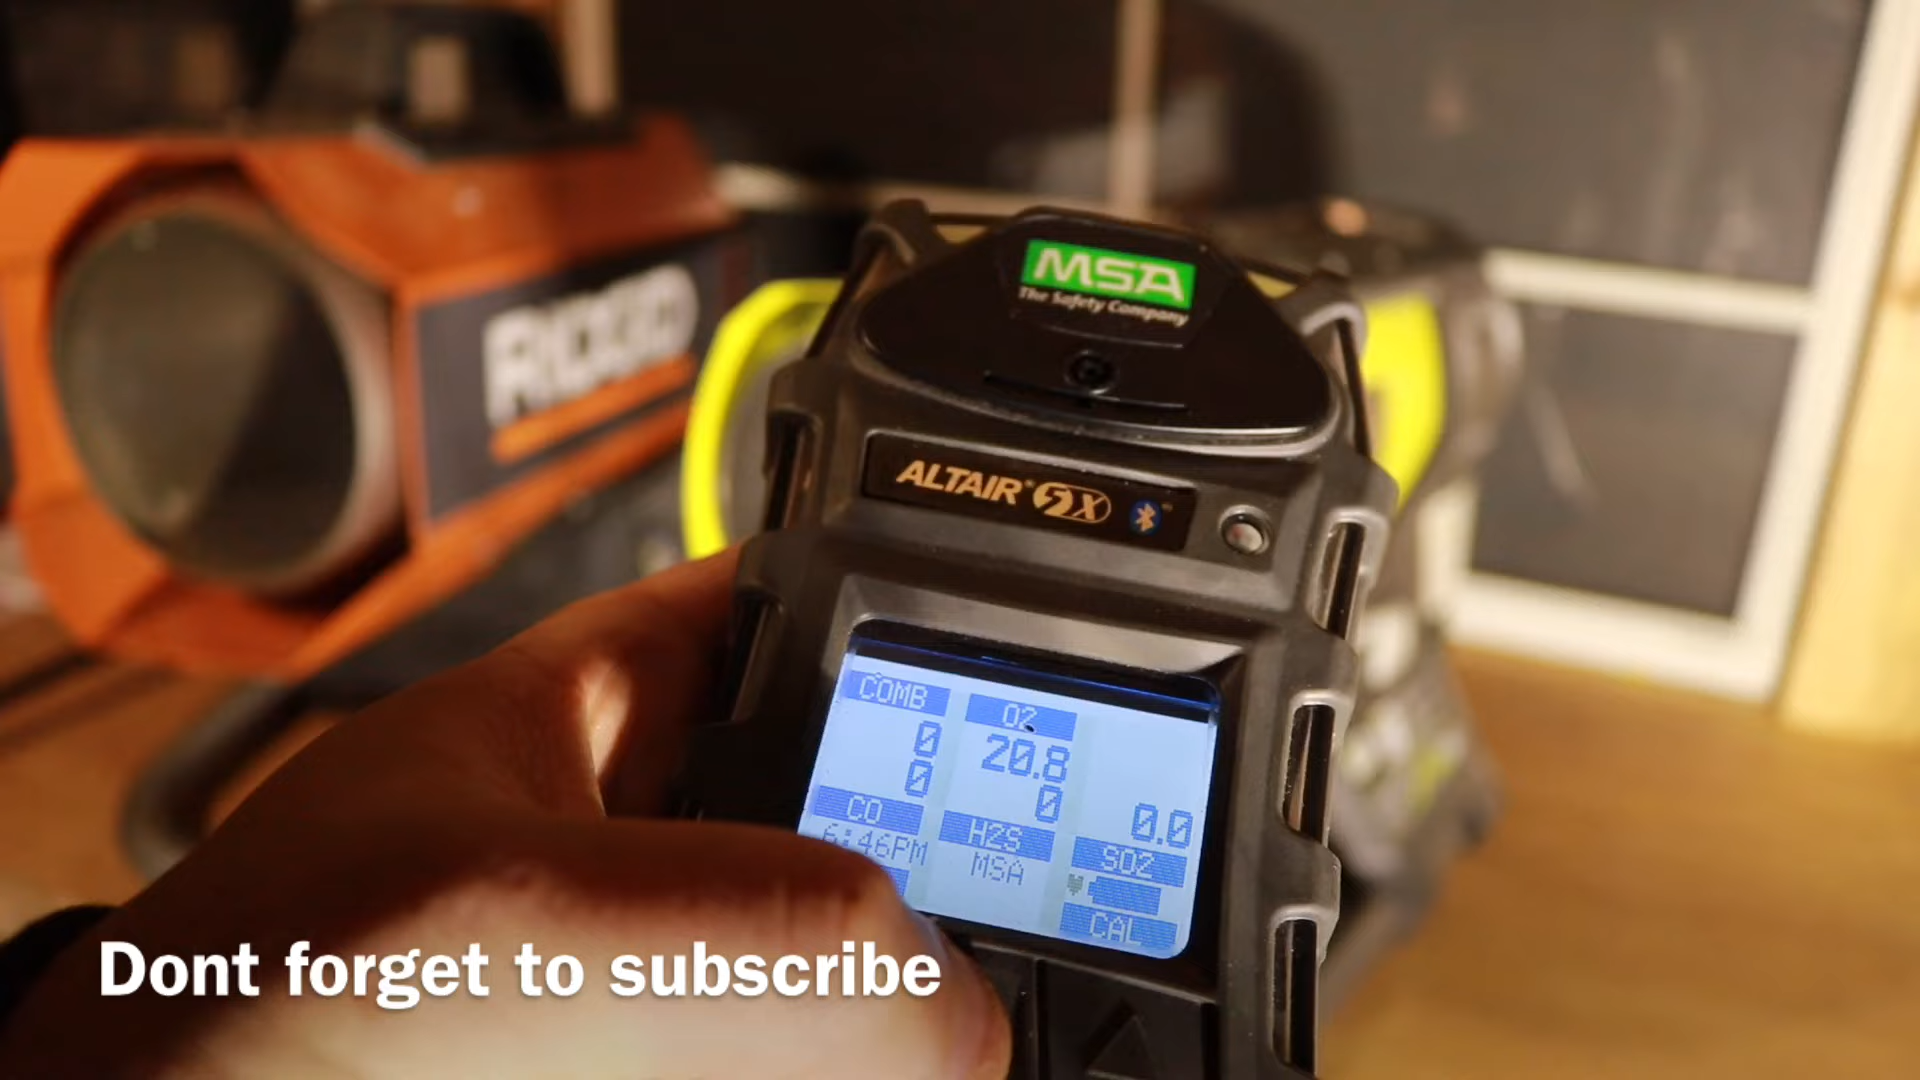 RIDGID
MSA
The Safety Company
ALTAIR® 5X
COMB
O2
0
20.8
0
0
0.0
CO
H2S
SO2
6:46PM
MSA
CAL
Dont forget to subscribe